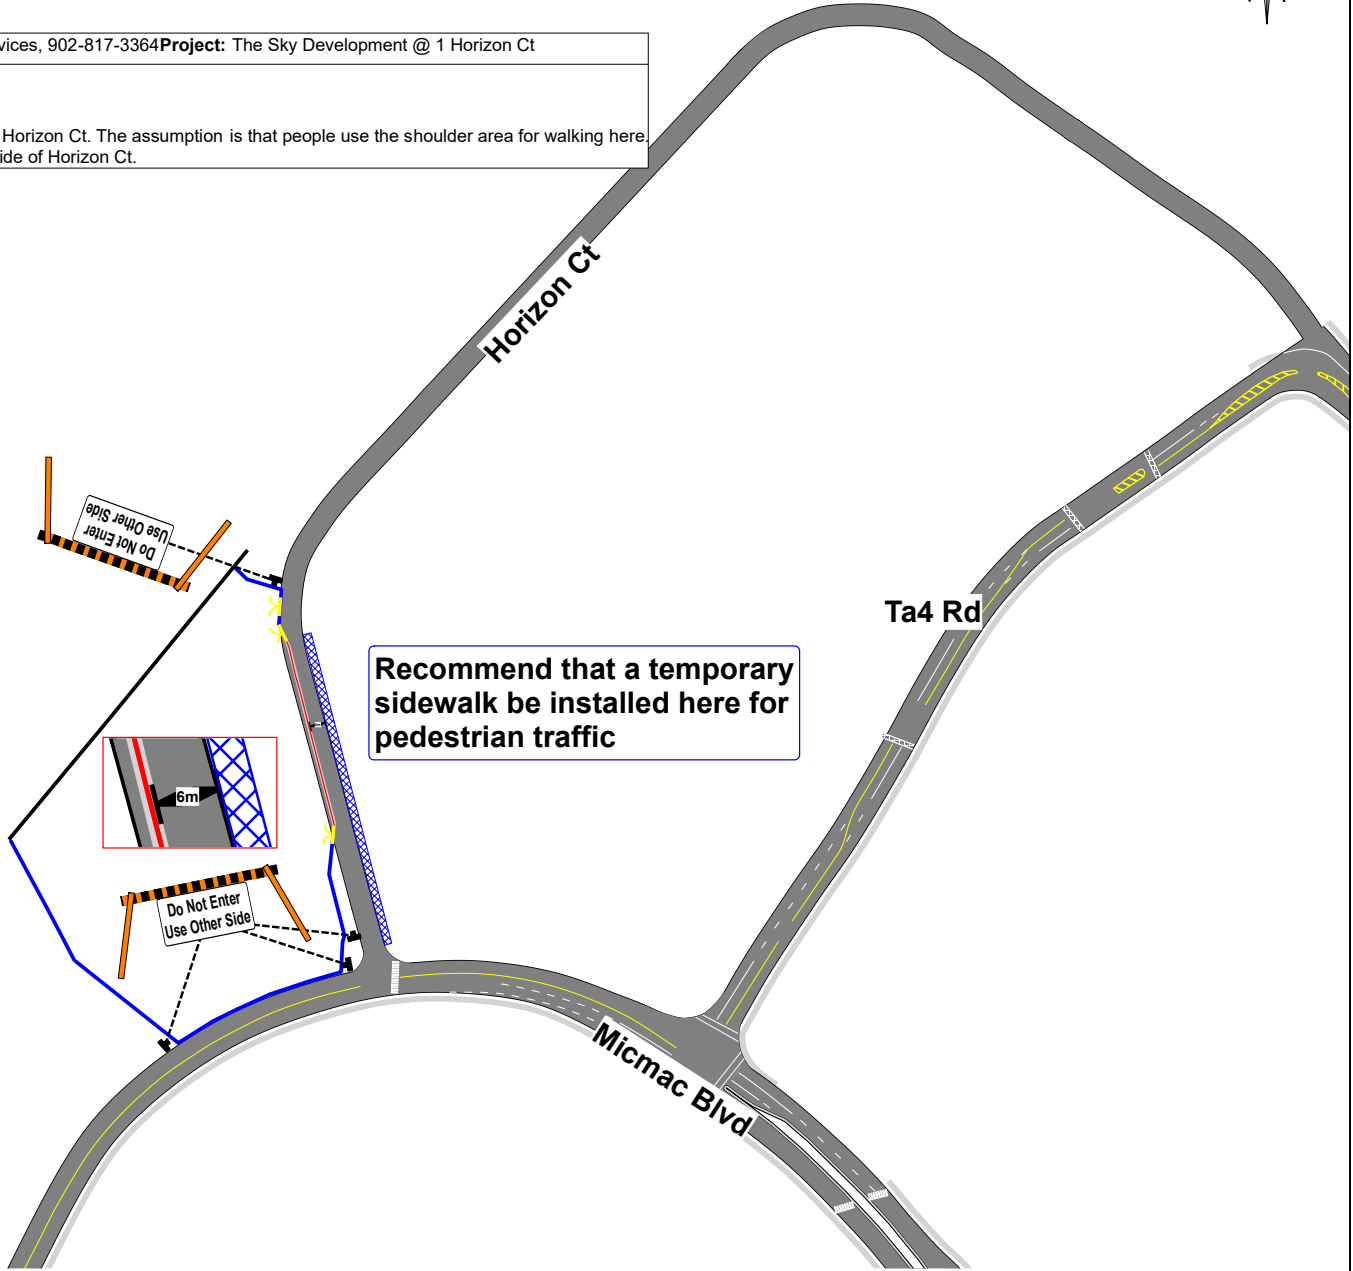 vices, 902-817-3364Project: The Sky Development @ 1 Horizon Ct
Horizon Ct. The assumption is that people use the shoulder area for walking here.
ide of Horizon Ct.
Horizon Ct
Do Not Enter
Use Other Side
Ta4 Rd
Recommend that a temporary
sidewalk be installed here for
pedestrian traffic
6m
Do Not Enter
Use Other Side
Micmac Blvd